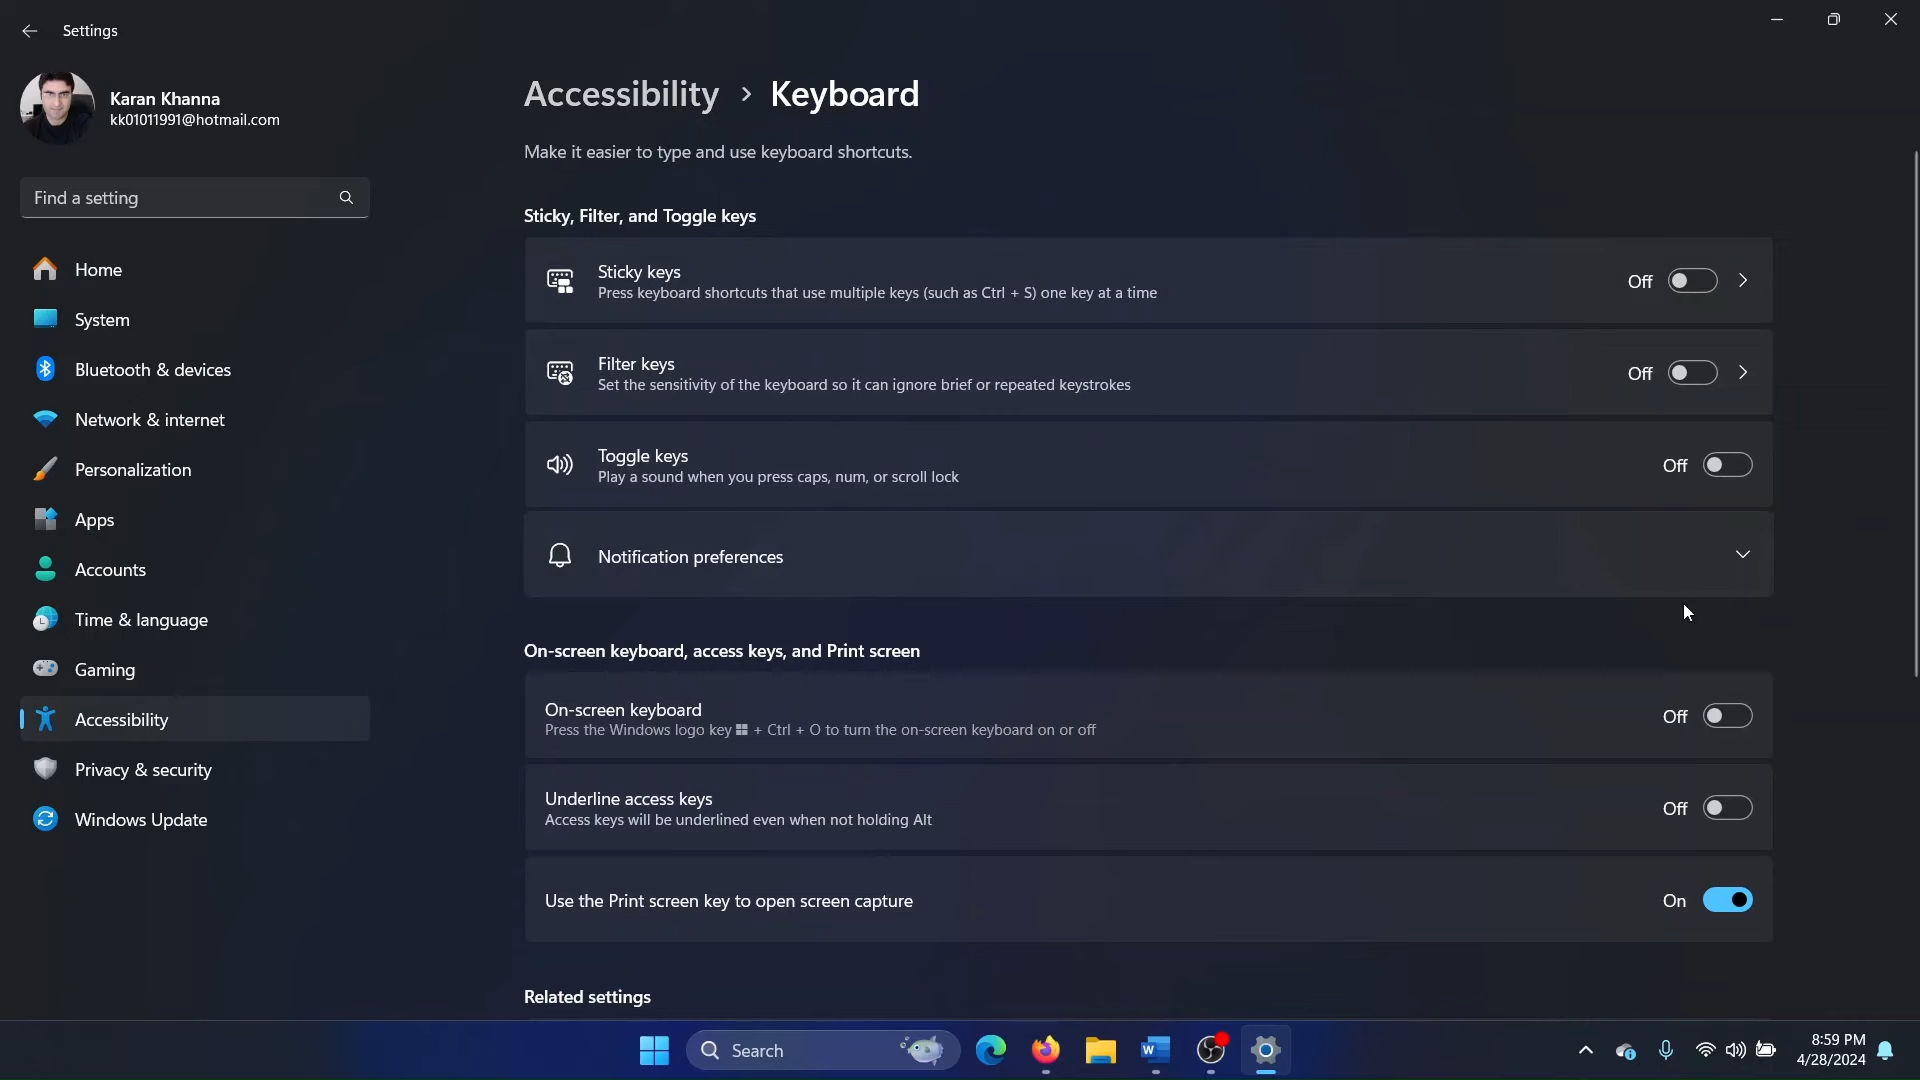 Settings
Karan Khanna
kk01011991@hotmail.com
Find a setting
Home
System
Bluetooth & devices
Network & internet
Personalization
Apps
Accounts
Time & language
Gaming
Accessibility
Privacy & security
Windows Update
Accessibility > Keyboard
Make it easier to type and use keyboard shortcuts.
Sticky, Filter, and Toggle keys
Sticky keys
Press keyboard shortcuts that use multiple keys (such as Ctrl + S) one key at a time
Off
Filter keys
Set the sensitivity of the keyboard so it can ignore brief or repeated keystrokes
Off
Toggle keys
Play a sound when you press caps, num, or scroll lock
Off
Notification preferences
On-screen keyboard, access keys, and Print screen
On-screen keyboard
Press the Windows logo key + Ctrl + O to turn the on-screen keyboard on or off
Off
Underline access keys
Access keys will be underlined even when not holding Alt
Off
Use the Print screen key to open screen capture
On
Related settings
Search
8:59 PM
4/28/2024